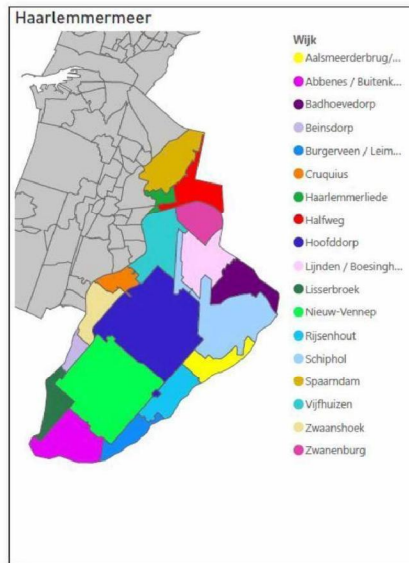 Haarlemmermeer
Wijk
Aalsmeerderbrug/...
Abbenes / Buitenk...
Badhoevedorp
Beinsdorp
Burgerveen / Leim...
Cruquius
Haarlemmerliede
Halfweg
Hoofddorp
Lijnden / Boesingh...
Lisserbroek
Nieuw-Vennep
Rijsenhout
Schiphol
Spaarndam
Vijfhuizen
Zwaanshoek
Zwanenburg